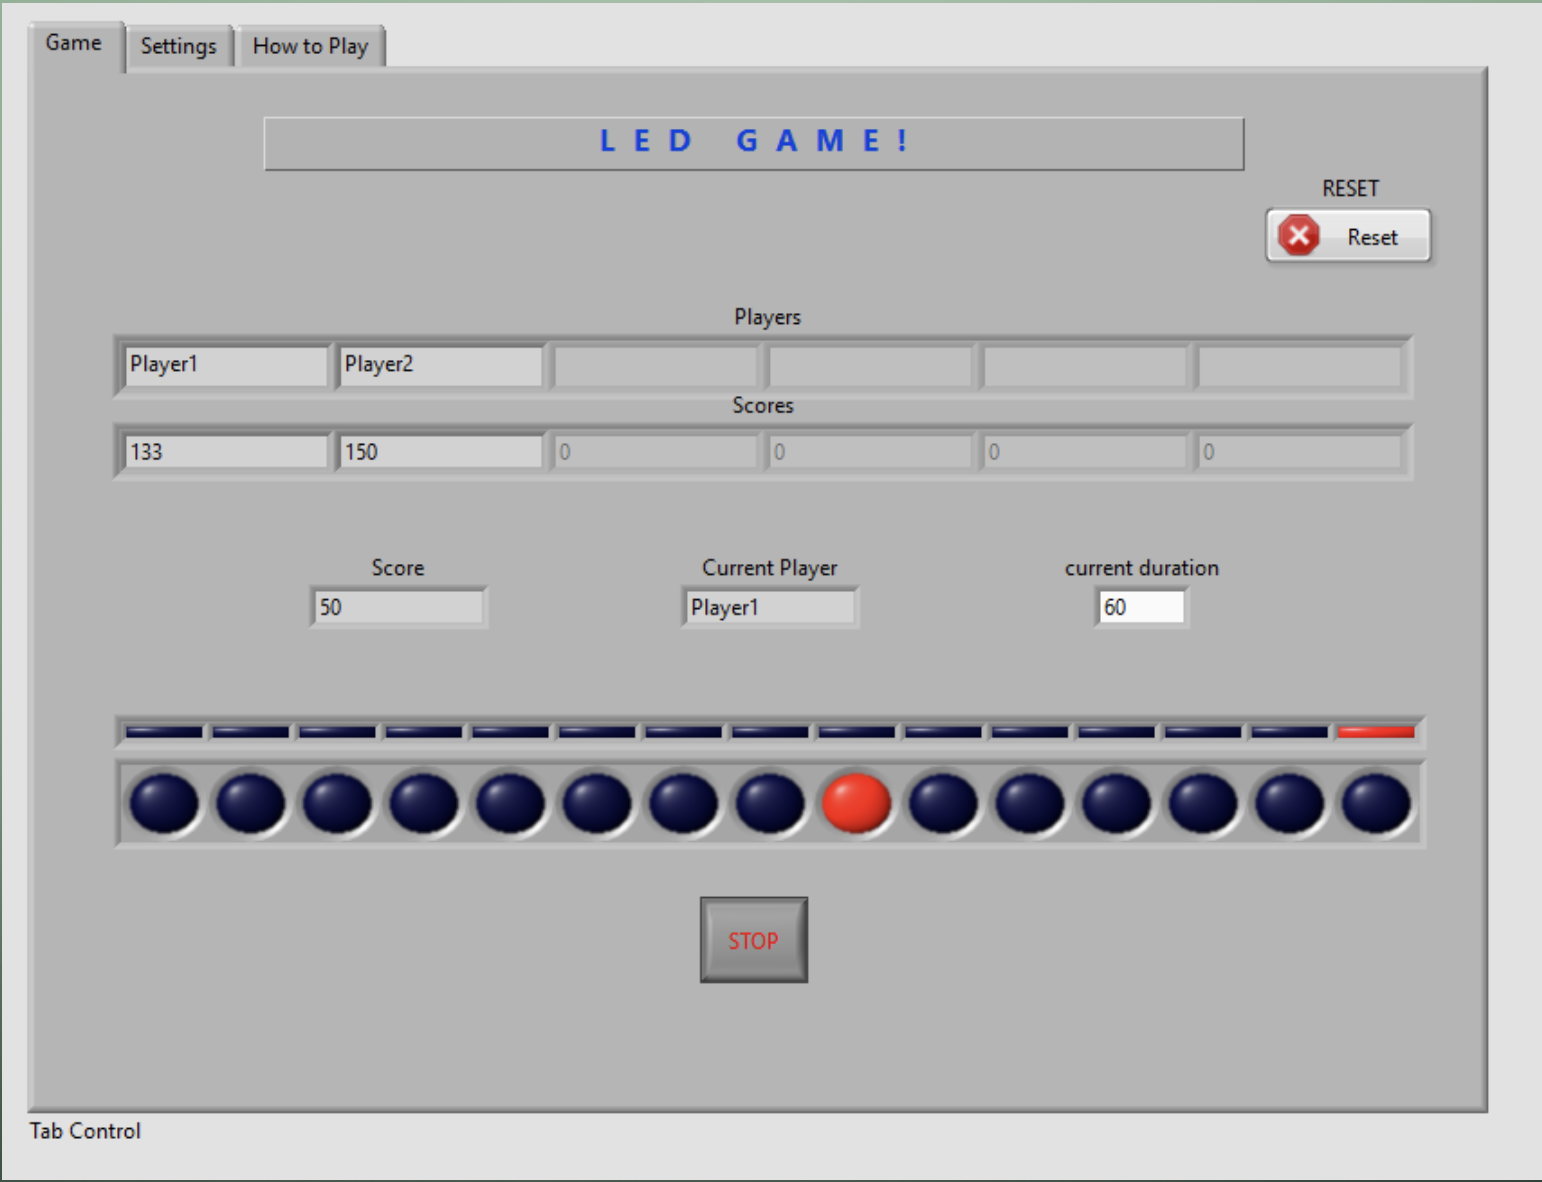 Game Settings How to Play
LED GAME!
RESET
Reset
Players
Player1 Player2
Scores
133 150 0 0 0 0
Score Current Player current duration
50 Player1 60
STOP
Tab Control